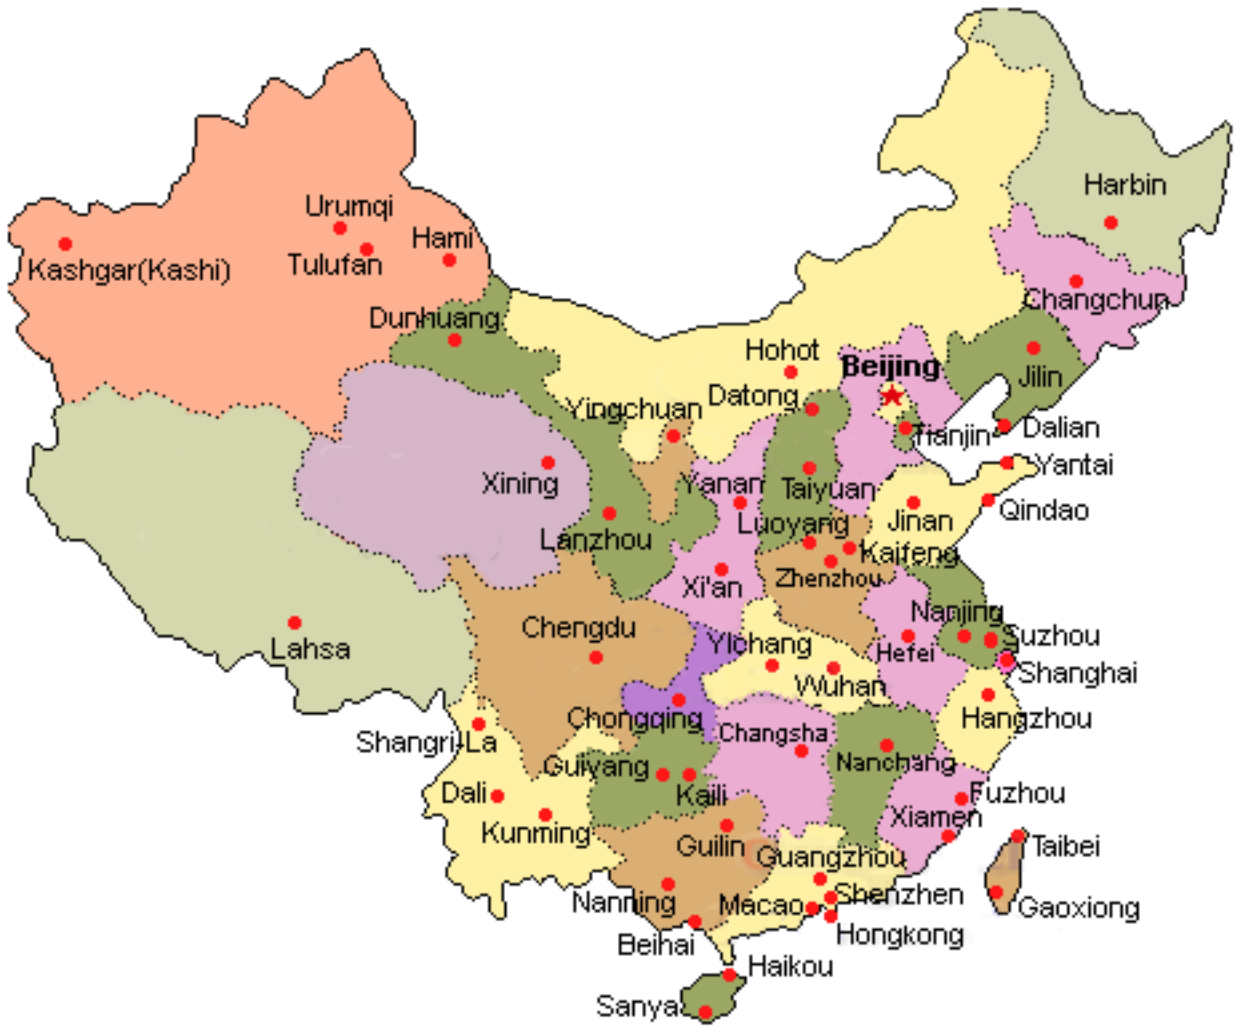 Harbin
Urumqi
Hami
Tulufan
Kashgar(Kashi)
Changchun
Dunhuang
Hohot
Beijing
Jilin
Datong
Yingchuan
Tianjin
Dalian
Yantai
Xining
Yanan
Taiyuan
Qindao
Jinan
Luoyang
Lanzhou
Kaifeng
Zhenzhou
Xi'an
Nanjing
Chengdu
Suzhou
Yichang
Lahsa
Hefei
Shanghai
Wuhan
Chongqing
Hangzhou
Changsha
Shangri-La
Nanchang
Guiyang
Dali
Kaili
Fuzhou
Xiamen
Kunming
Guilin
Taibei
Guangzhou
Shenzhen
Nanning
Macao
Gaoxiong
Hongkong
Beihai
Haikou
Sanya